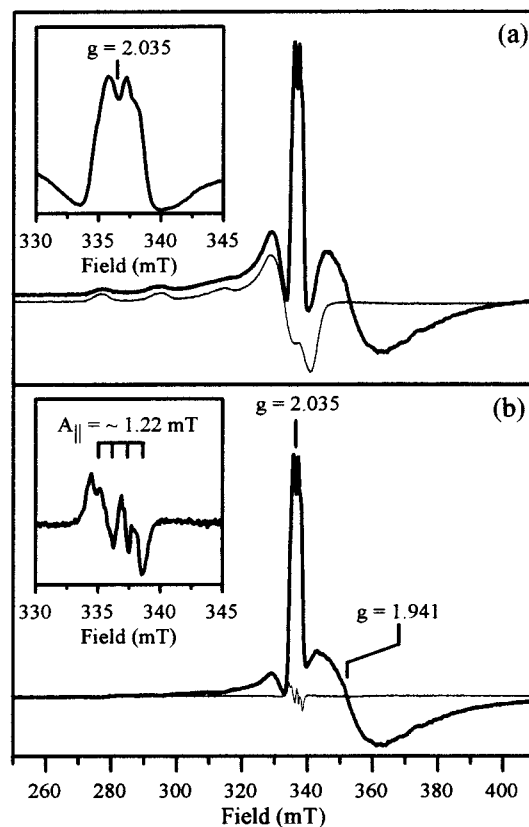 (a)
g = 2.035
330 335 340 345
Field (mT)
(b)
g = 2.035
A|| = ~ 1.22 mT
330 335 340 345
Field (mT)
g = 1.941
260 280 300 320 340 360 380 400
Field (mT)